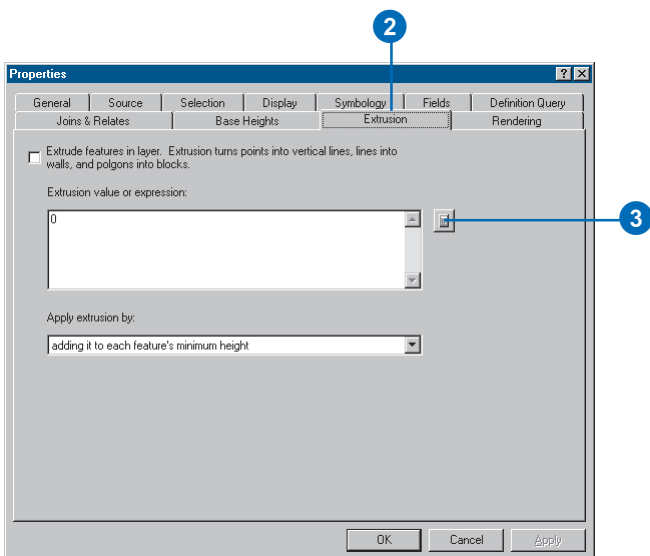 2
Properties
General Source Selection Display Symbology Fields Definition Query
Joins & Relates Base Heights Extrusion Rendering
Extrude features in layer. Extrusion turns points into vertical lines, lines into
walls, and polgons into blocks.
Extrusion value or expression:
0
3
Apply extrusion by:
adding it to each feature's minimum height
OK Cancel Apply